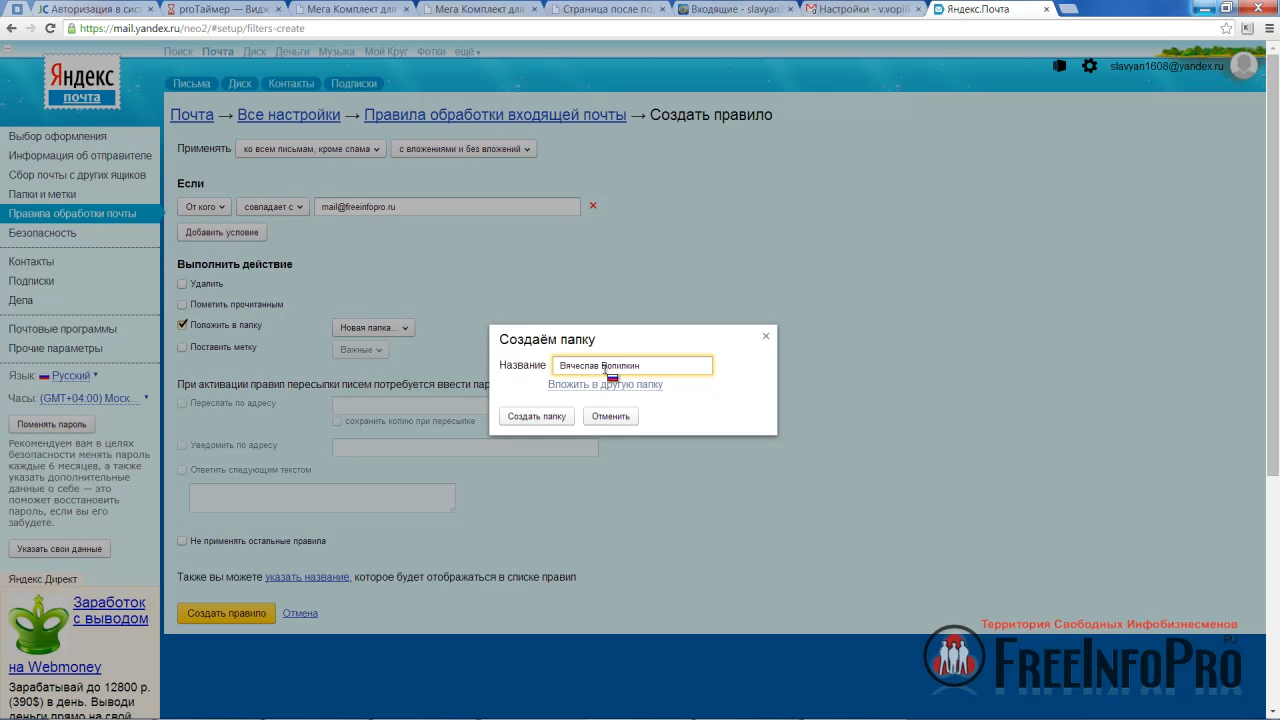 JC Авторизация в сист
proТаймер — Видж
Мега Комплект для
Мега Комплект для
Страница после по
Входящие - slavyan
Настройки - v.vopil
Яндекс.Почта
https://mail.yandex.ru/neo2/#setup/filters-create
Поиск Почта Диск Деньги Музыка Мой Круг Фотки ещё
Яндекс
почта
Письма Диск Контакты Подписки
slavyan1608@yandex.ru
Почта → Все настройки → Правила обработки входящей почты → Создать правило
Применять ко всем письмам, кроме спама с вложениями и без вложений
Если
От кого совпадает с mail@freeinfopro.ru
Добавить условие
Выполнить действие
Удалить
Пометить прочитанным
Положить в папку Новая папка...
Поставить метку Важные
При активации правил пересылки писем потребуется ввести пар
Переслать по адресу
сохранить копию при пересылке
Уведомить по адресу
Ответить следующим текстом
Не применять остальные правила
Также вы можете указать название, которое будет отображаться в списке правил
Создать правило Отмена
Создаём папку
Название Вячеслав Вопилкин
Вложить в другую папку
Создать папку Отменить
Выбор оформления
Информация об отправителе
Сбор почты с других ящиков
Папки и метки
Правила обработки почты
Безопасность
Контакты
Подписки
Дела
Почтовые программы
Прочие параметры
Язык: Русский
Часы: (GMT+04:00) Моск...
Поменять пароль
Рекомендуем вам в целях
безопасности менять пароль
каждые 6 месяцев, а также
указать дополнительные
данные о себе — это
поможет восстановить
пароль, если вы его
забудете.
Указать свои данные
Яндекс Директ
Заработок
с выводом
на Webmoney
Зарабатывай до 12800 р.
(390$) в день. Выводи
деньги прямо на свой
Территория Свободных Инфобизнесменов
FreeInfoPro
RU